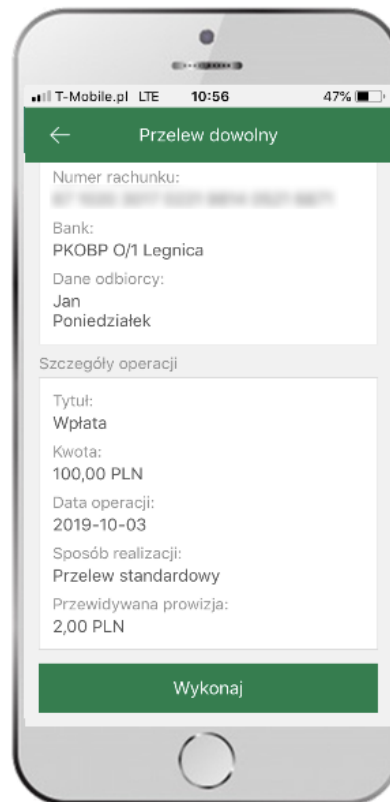 T-Mobile.pl LTE 10:56 47%
Przelew dowolny
Numer rachunku:
Bank:
PKOBP O/1 Legnica
Dane odbiorcy:
Jan
Poniedziałek
Szczegóły operacji
Tytuł:
Wpłata
Kwota:
100,00 PLN
Data operacji:
2019-10-03
Sposób realizacji:
Przelew standardowy
Przewidywana prowizja:
2,00 PLN
Wykonaj